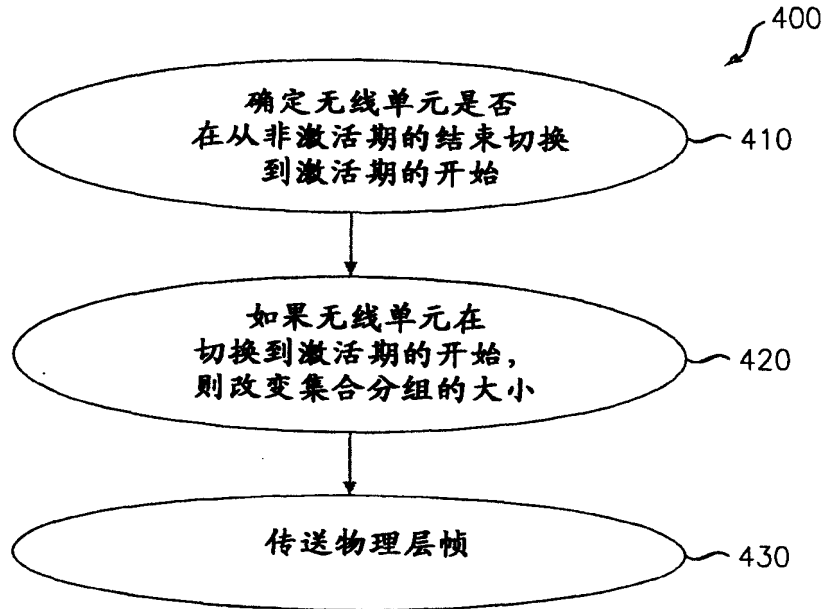 400
确定无线单元是否
在从非激活期的结束切换
到激活期的开始
410
如果无线单元在
切换到激活期的开始,
则改变集合分组的大小
420
传送物理层帧
430